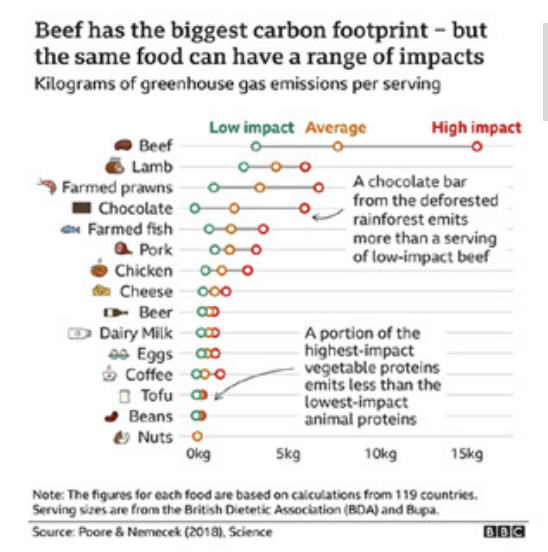 Beef has the biggest carbon footprint – but
the same food can have a range of impacts
Kilograms of greenhouse gas emissions per serving
Low impact Average High impact
Beef
Lamb
Farmed prawns
Chocolate
Farmed fish
Pork
Chicken
Cheese
Beer
Dairy Milk
Eggs
Coffee
Tofu
Beans
Nuts
A chocolate bar
from the deforested
rainforest emits
more than a serving
of low-impact beef
A portion of the
highest-impact
vegetable proteins
emits less than the
lowest-impact
animal proteins
0kg 5kg 10kg 15kg
Note: The figures for each food are based on calculations from 119 countries.
Serving sizes are from the British Dietetic Association (BDA) and Bupa.
Source: Poore & Nemecek (2018), Science
BBC